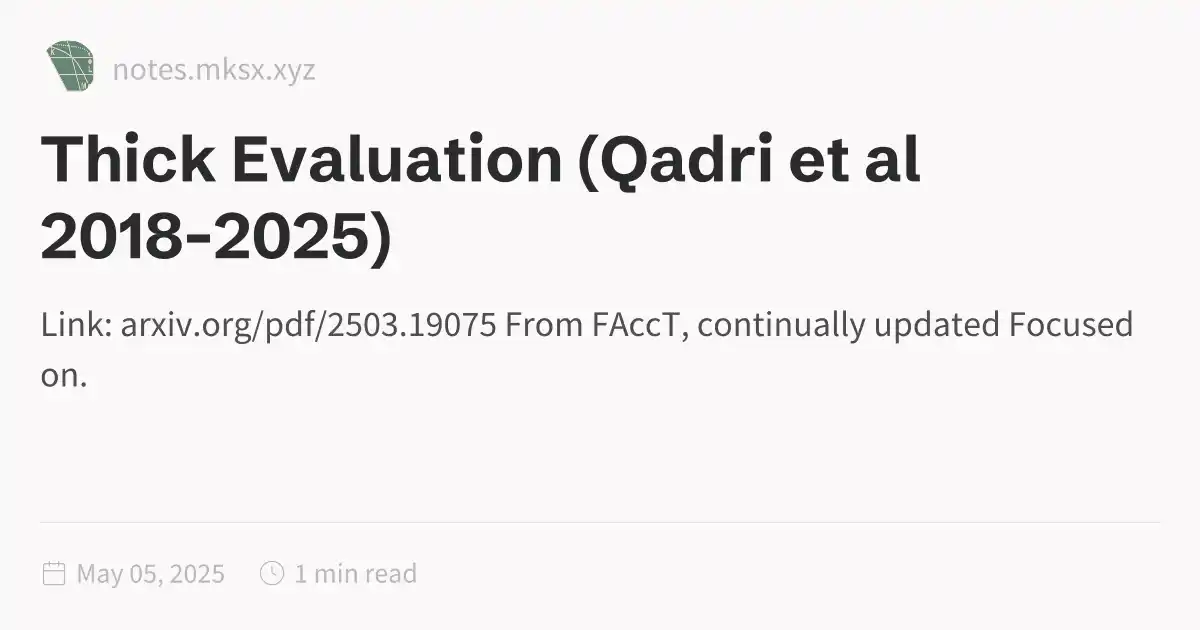 notes.mksx.xyz
Thick Evaluation (Qadri et al
2018-2025)
Link: arxiv.org/pdf/2503.19075 From FAccT, continually updated Focused
on.
May 05, 2025 1 min read